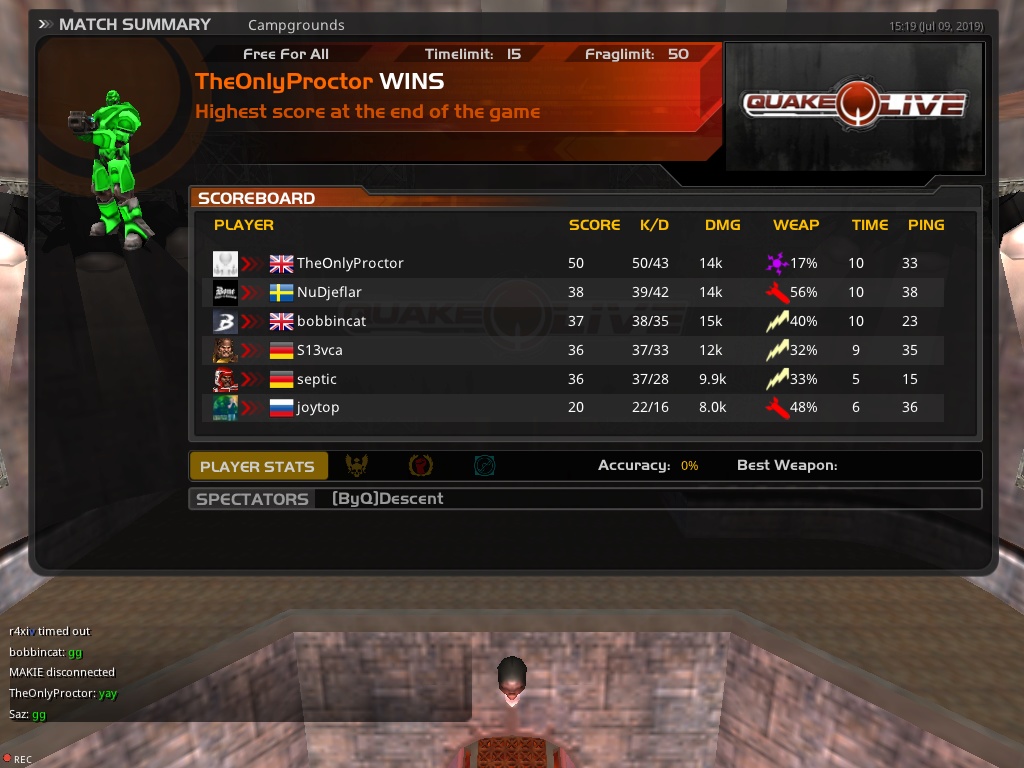 MATCH SUMMARY Campgrounds 15:19 (Jul 09, 2019)
Free For All Timelimit: 15 Fraglimit: 50
TheOnlyProctor WINS
Highest score at the end of the game
QUAKE LIVE
SCOREBOARD
PLAYER SCORE K/D DMG WEAP TIME PING
TheOnlyProctor 50 50/43 14k 17% 10 33
NuDjeflar 38 39/42 14k 56% 10 38
bobbincat 37 38/35 15k 40% 10 23
S13vca 36 37/33 12k 32% 9 35
septic 36 37/28 9.9k 33% 5 15
joytop 20 22/16 8.0k 48% 6 36
QUAKE LIVE
PLAYER STATS Accuracy: 0% Best Weapon:
SPECTATORS [ByQ]Descent
r4xiv timed out
bobbincat: gg
MAKIE disconnected
TheOnlyProctor: yay
Saz: gg
REC